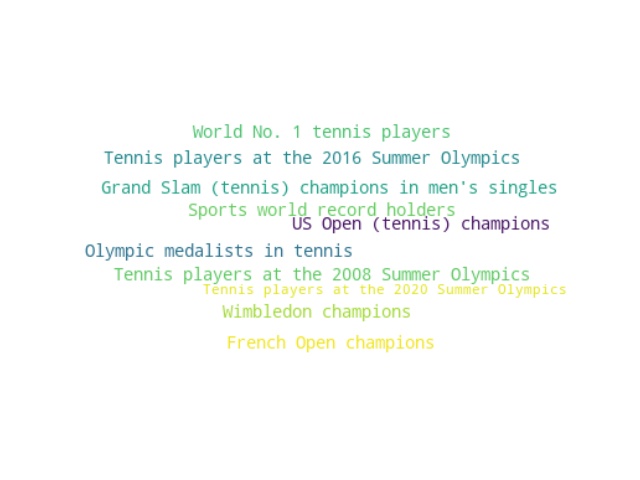 World No. 1 tennis players
Tennis players at the 2016 Summer Olympics
Grand Slam (tennis) champions in men's singles
Sports world record holders
US Open (tennis) champions
Olympic medalists in tennis
Tennis players at the 2008 Summer Olympics
Tennis players at the 2020 Summer Olympics
Wimbledon champions
French Open champions